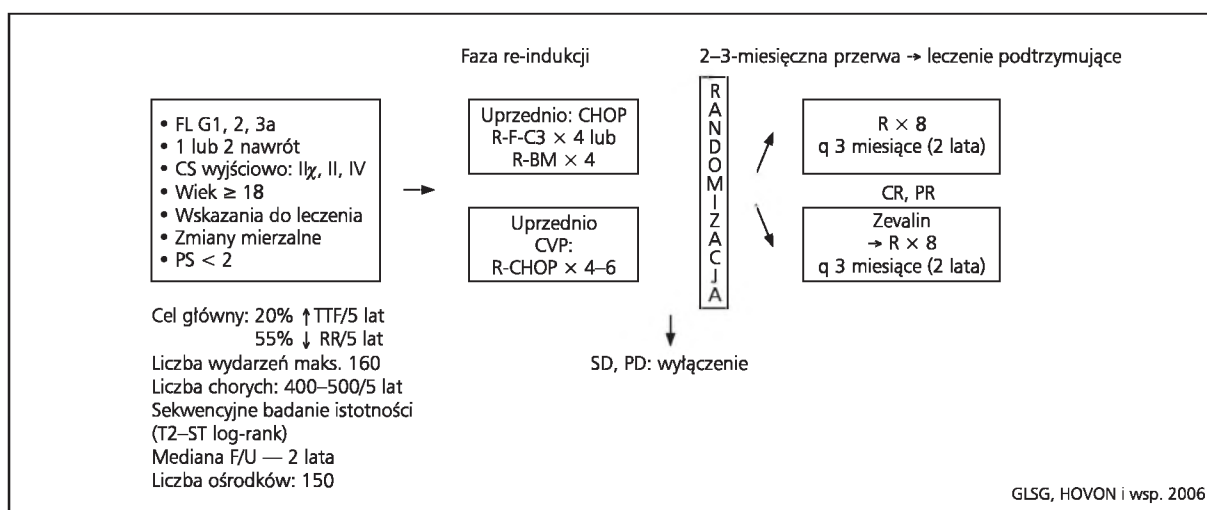 Faza re-indukcji
2–3-miesięczna przerwa → leczenie podtrzymujące
• FL G1, 2, 3a
• 1 lub 2 nawrót
• CS wyjściowo: IIχ, II, IV
• Wiek ≥ 18
• Wskazania do leczenia
• Zmiany mierzalne
• PS < 2
Uprzednio: CHOP
R-F-C3 × 4 lub
R-BM × 4
Uprzednio
CVP:
R-CHOP × 4–6
RANDOMIZACJA
R × 8
q 3 miesiące (2 lata)
CR, PR
Zevalin
→ R × 8
q 3 miesiące (2 lata)
SD, PD: wyłączenie
Cel główny: 20% ↑ TTF/5 lat
55% ↓ RR/5 lat
Liczba wydarzeń maks. 160
Liczba chorych: 400–500/5 lat
Sekwencyjne badanie istotności
(T2–ST log-rank)
Mediana F/U — 2 lata
Liczba ośrodków: 150
GLSG, HOVON i wsp. 2006